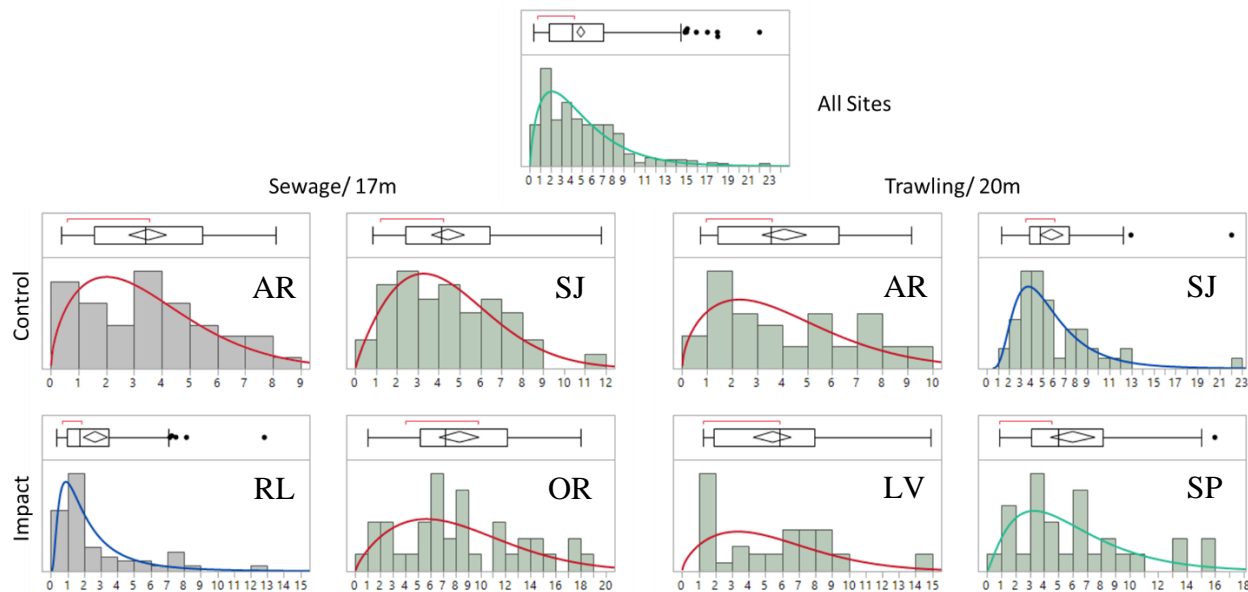 All Sites
0 1 2 3 4 5 6 7 8 9 11 13 15 17 19 21 23
Sewage/ 17m
Trawling/ 20m
Control
AR
SJ
AR
SJ
0 1 2 3 4 5 6 7 8 9
0 1 2 3 4 5 6 7 8 9 10 11 12
0 1 2 3 4 5 6 7 8 9 10
0 1 2 3 4 5 6 7 8 9 11 13 15 17 19 21 23
Impact
RL
OR
LV
SP
0 1 2 3 4 5 6 7 8 9 10 11 12 13 14 15
0 1 2 3 4 5 6 7 8 9 10 12 14 16 18 20
0 1 2 3 4 5 6 7 8 9 10 11 12 13 14 15
0 1 2 3 4 5 6 7 8 9 10 12 14 16 18